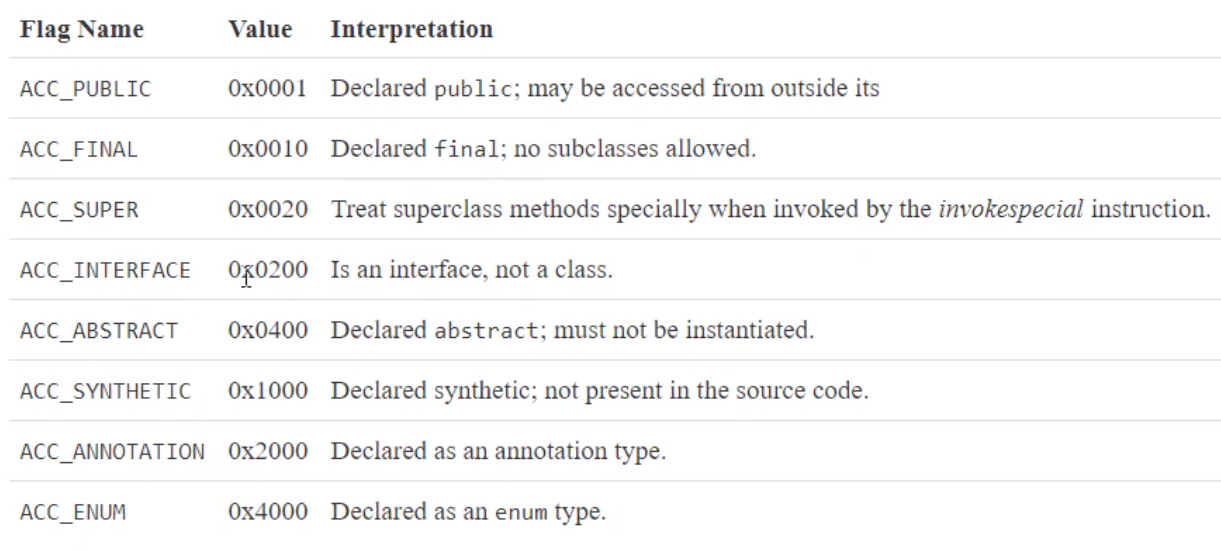 Flag Name Value Interpretation
ACC_PUBLIC 0x0001 Declared public; may be accessed from outside its
ACC_FINAL 0x0010 Declared final; no subclasses allowed.
ACC_SUPER 0x0020 Treat superclass methods specially when invoked by the invokespecial instruction.
ACC_INTERFACE 0x0200 Is an interface, not a class.
ACC_ABSTRACT 0x0400 Declared abstract; must not be instantiated.
ACC_SYNTHETIC 0x1000 Declared synthetic; not present in the source code.
ACC_ANNOTATION 0x2000 Declared as an annotation type.
ACC_ENUM 0x4000 Declared as an enum type.